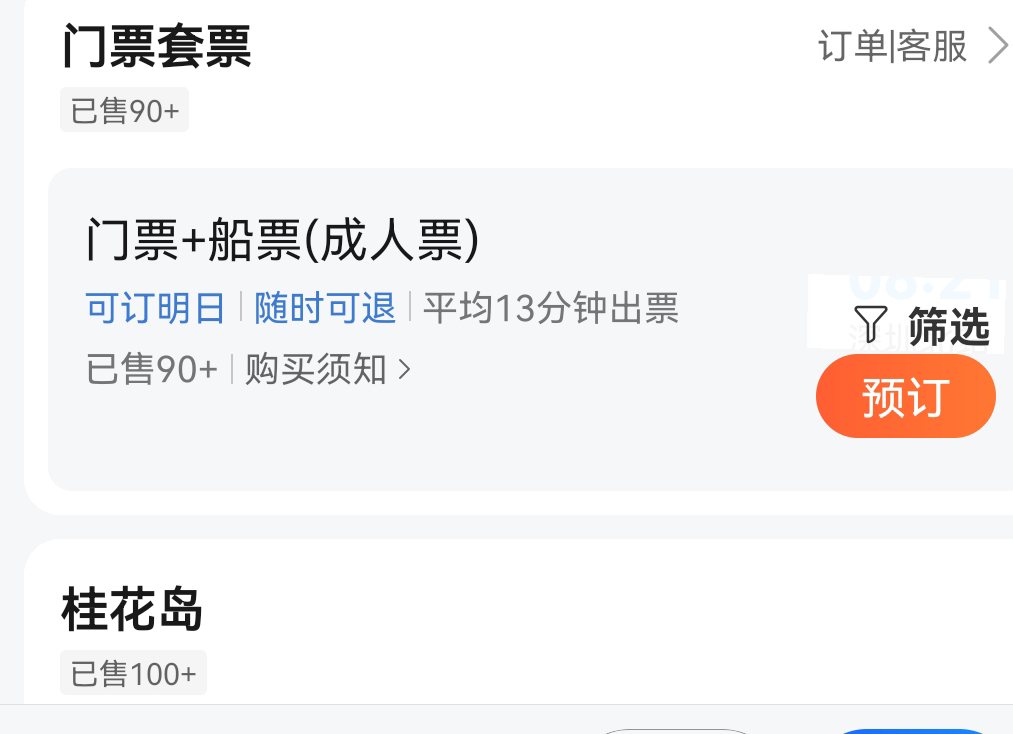 门票套票
订单|客服
已售90+
门票+船票(成人票)
可订明日 | 随时可退 | 平均13分钟出票
筛选
已售90+ | 购买须知 >
预订
桂花岛
已售100+